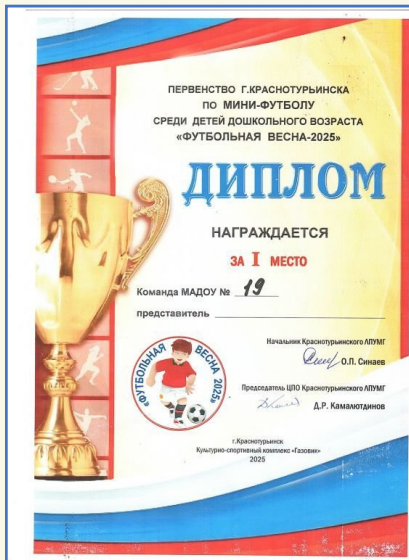 ПЕРВЕНСТВО Г.КРАСНОТУРЬИНСКА
ПО МИНИ-ФУТБОЛУ
СРЕДИ ДЕТЕЙ ДОШКОЛЬНОГО ВОЗРАСТА
«ФУТБОЛЬНАЯ ВЕСНА-2025»
ДИПЛОМ
НАГРАЖДАЕТСЯ
ЗА I МЕСТО
Команда МАДОУ № 19
представитель
Начальник Краснотурьинского ЛПУМГ
О.П. Синаев
Председатель ЦПО Краснотурьинского ЛПУМГ
Д.Р. Камалютдинов
«ФУТБОЛЬНАЯ ВЕСНА 2025»
г.Краснотурьинск
Культурно-спортивный комплекс «Газовик»
2025